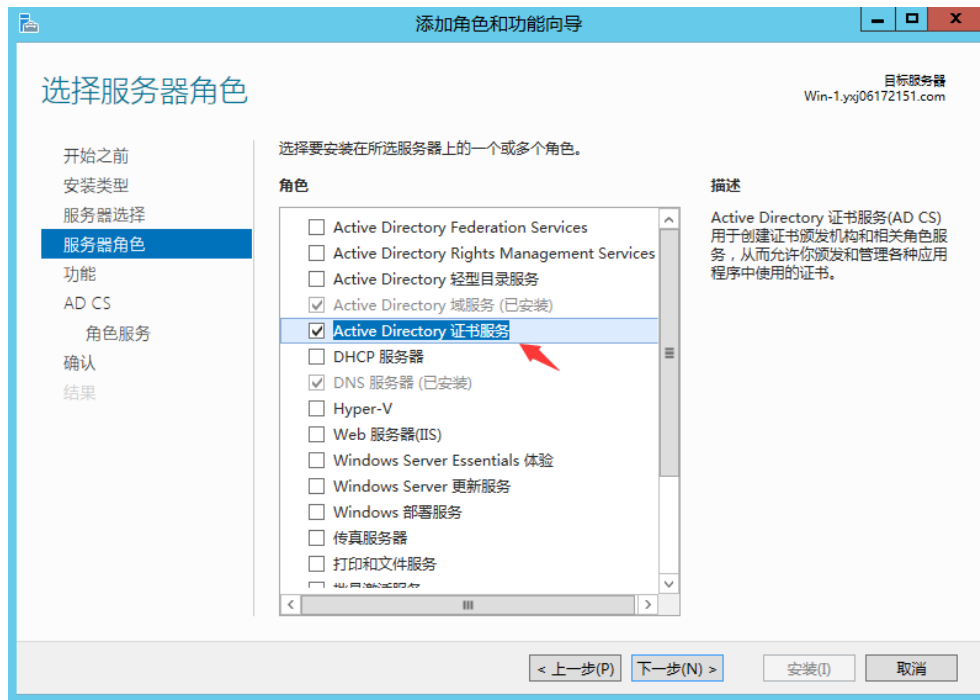 添加角色和功能向导
选择服务器角色
目标服务器
Win-1.yxj06172151.com
开始之前
安装类型
服务器选择
服务器角色
功能
AD CS
角色服务
确认
结果
选择要安装在所选服务器上的一个或多个角色。
角色
Active Directory Federation Services
Active Directory Rights Management Services
Active Directory 轻型目录服务
Active Directory 域服务 (已安装)
Active Directory 证书服务
DHCP 服务器
DNS 服务器 (已安装)
Hyper-V
Web 服务器(IIS)
Windows Server Essentials 体验
Windows Server 更新服务
Windows 部署服务
传真服务器
打印和文件服务
描述
Active Directory 证书服务(AD CS)
用于创建证书颁发机构和相关角色服
务，从而允许你颁发和管理各种应用
程序中使用的证书。
< 上一步(P)
下一步(N) >
安装(I)
取消